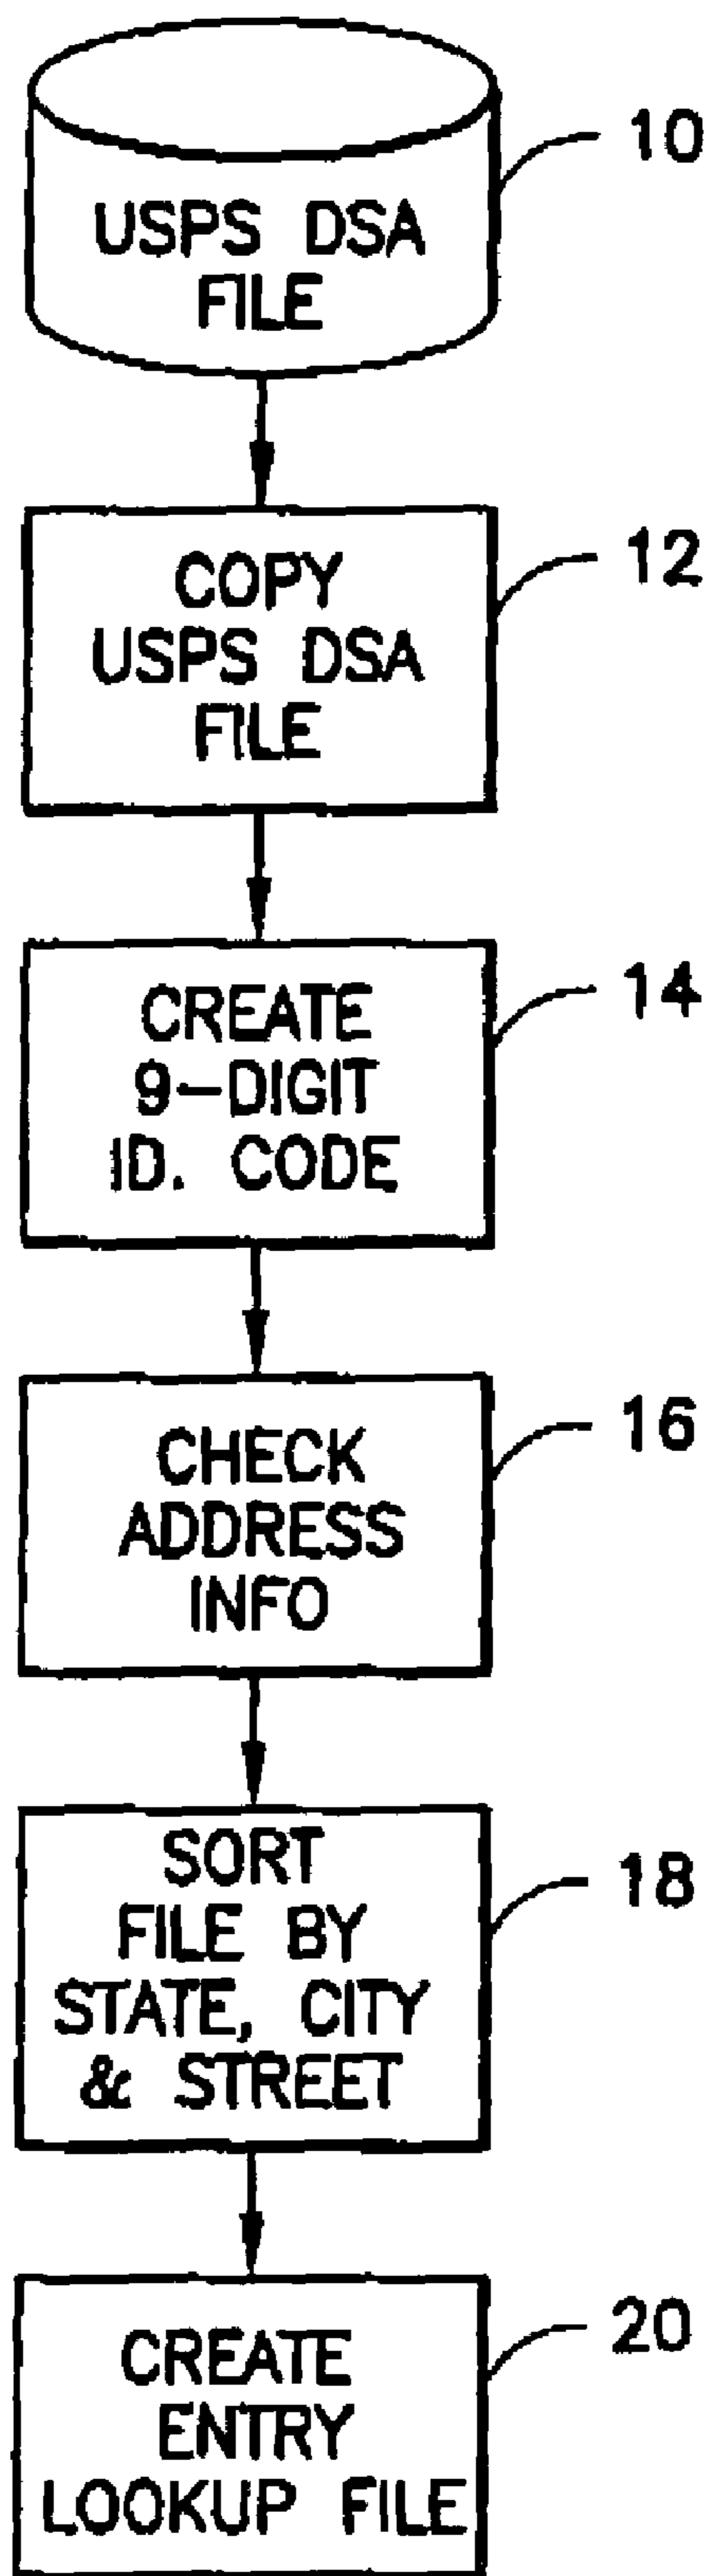 USPS DSA
FILE
10
COPY
USPS DSA
FILE
12
CREATE
9-DIGIT
ID. CODE
14
CHECK
ADDRESS
INFO
16
SORT
FILE BY
STATE, CITY
& STREET
18
CREATE
ENTRY
LOOKUP FILE
20